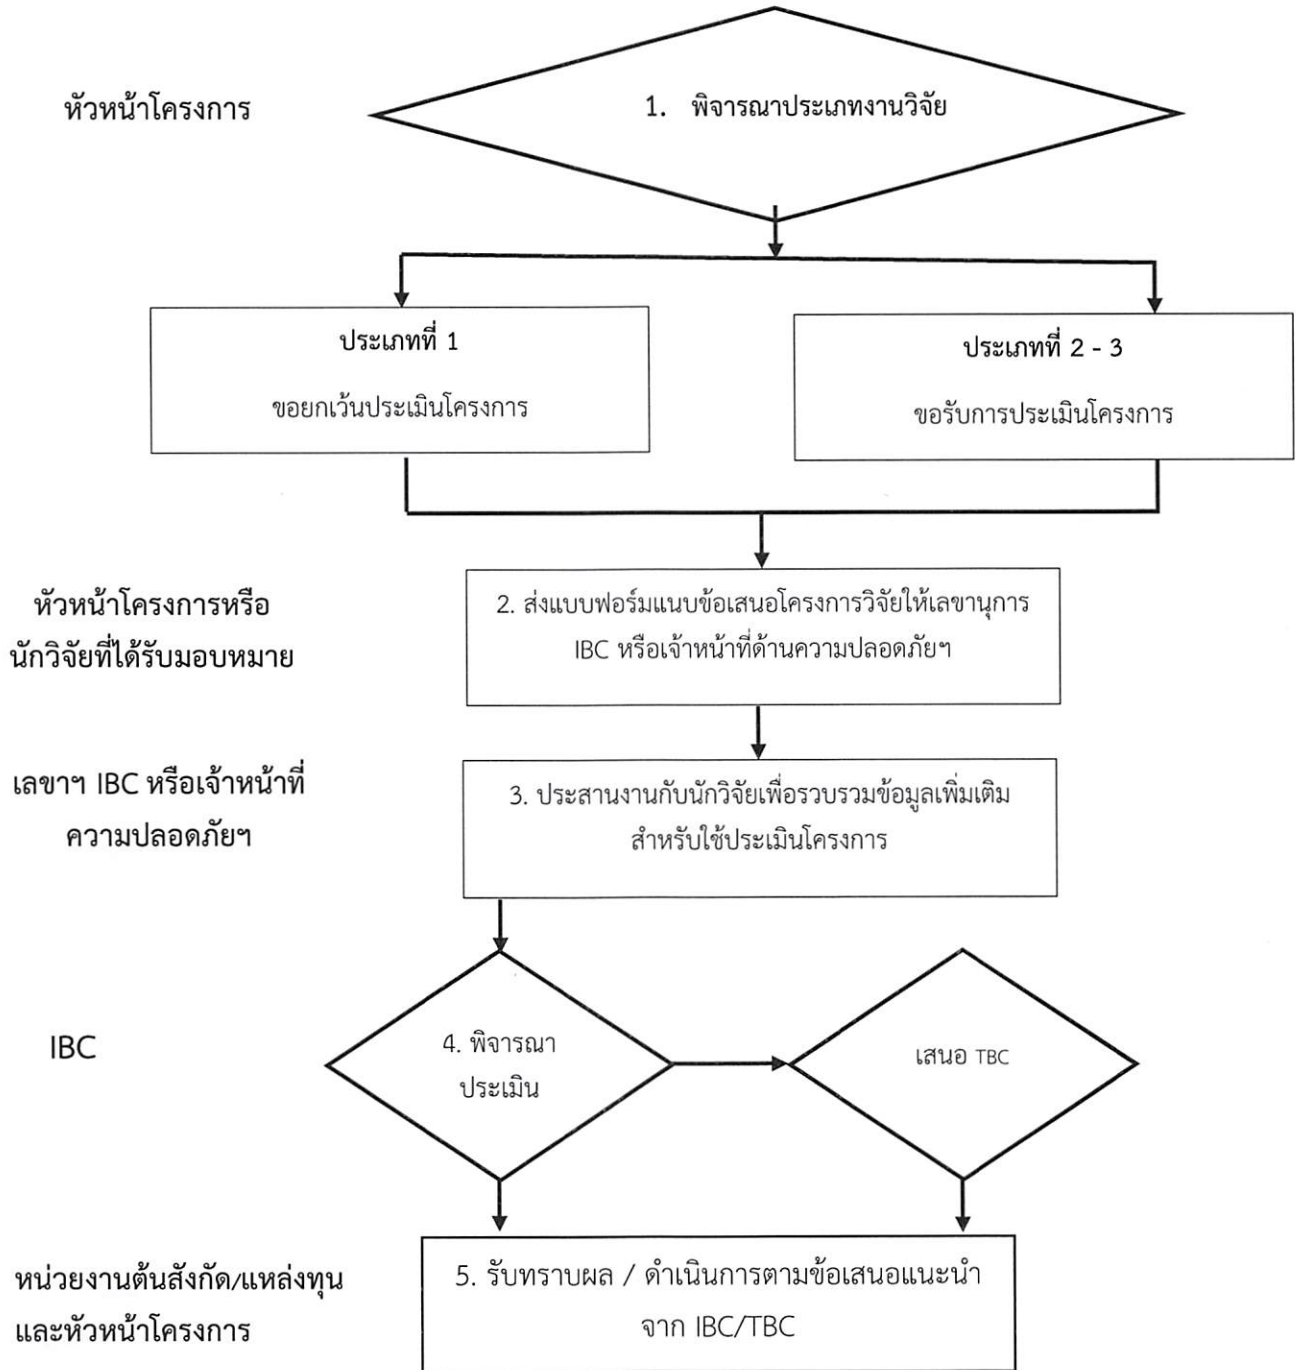 หัวหน้าโครงการ
1. พิจารณาประเภทงานวิจัย
ประเภทที่ 1
ขอยกเว้นประเมินโครงการ
ประเภทที่ 2 - 3
ขอรับการประเมินโครงการ
หัวหน้าโครงการหรือ
นักวิจัยที่ได้รับมอบหมาย
2. ส่งแบบฟอร์มแนบข้อเสนอโครงการวิจัยให้เลขานุการ
IBC หรือเจ้าหน้าที่ด้านความปลอดภัยฯ
เลขาฯ IBC หรือเจ้าหน้าที่
ความปลอดภัยฯ
3. ประสานงานกับนักวิจัยเพื่อรวบรวมข้อมูลเพิ่มเติม
สำหรับใช้ประเมินโครงการ
IBC
4. พิจารณา
ประเมิน
เสนอ TBC
หน่วยงานต้นสังกัด/แหล่งทุน
และหัวหน้าโครงการ
5. รับทราบผล / ดำเนินการตามข้อเสนอแนะนำ
จาก IBC/TBC